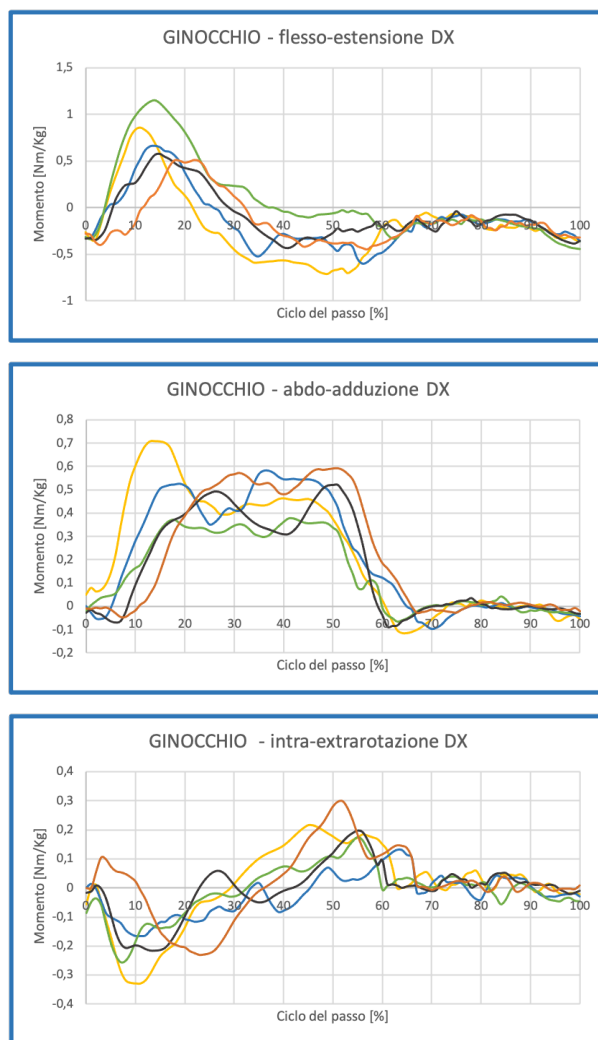 GINOCCHIO - flesso-estensione DX
1,5
1
0,5
0
-0,5
-1
0 10 20 30 40 50 60 70 80 90 100
Momento [Nm/Kg]
Ciclo del passo [%]
GINOCCHIO - abdo-adduzione DX
0,8
0,7
0,6
0,5
0,4
0,3
0,2
0,1
0
-0,1
-0,2
0 10 20 30 40 50 60 70 80 90 100
Momento [Nm/Kg]
Ciclo del passo [%]
GINOCCHIO - intra-extrarotazione DX
0,4
0,3
0,2
0,1
0
-0,1
-0,2
-0,3
-0,4
0 10 20 30 40 50 60 70 80 90 100
Momento [Nm/Kg]
Ciclo del passo [%]